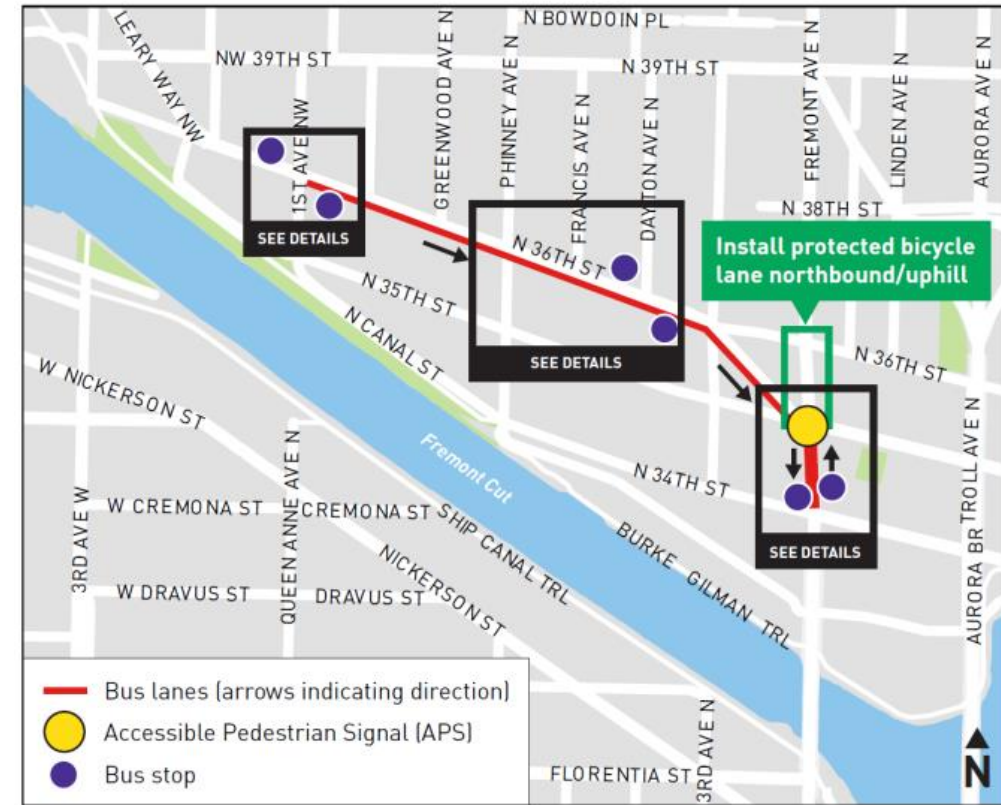 N BOWDOIN PL
LEARY WAY NW
NW 39TH ST
N 39TH ST
1ST AVE NW
GREENWOOD AVE N
PHINNEY AVE N
FRANCIS AVE N
DAYTON AVE N
FREMONT AVE N
LINDEN AVE N
AURORA AVE N
N 38TH ST
SEE DETAILS
Install protected bicycle
lane northbound/uphill
N 36TH ST
N 35TH ST
N CANAL ST
SEE DETAILS
N 36TH ST
W NICKERSON ST
Fremont Cut
N 34TH ST
TROLL AVE N
SEE DETAILS
3RD AVE W
W CREMONA ST
QUEEN ANNE AVE N
CREMONA ST
SHIP CANAL TRL
BURKE GILMAN TRL
AURORA BR
W DRAVUS ST
DRAVUS ST
NICKERSON ST
Bus lanes (arrows indicating direction)
Accessible Pedestrian Signal (APS)
Bus stop
3RD AVE N
FLORENTIA ST
N